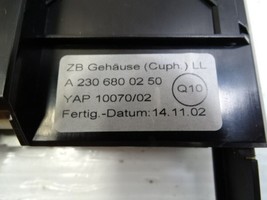 ZB Gehäuse (Cuph.) LL
A 230 680 02 50
YAP 10070/02
Q10
Fertig.-Datum: 14.11.02